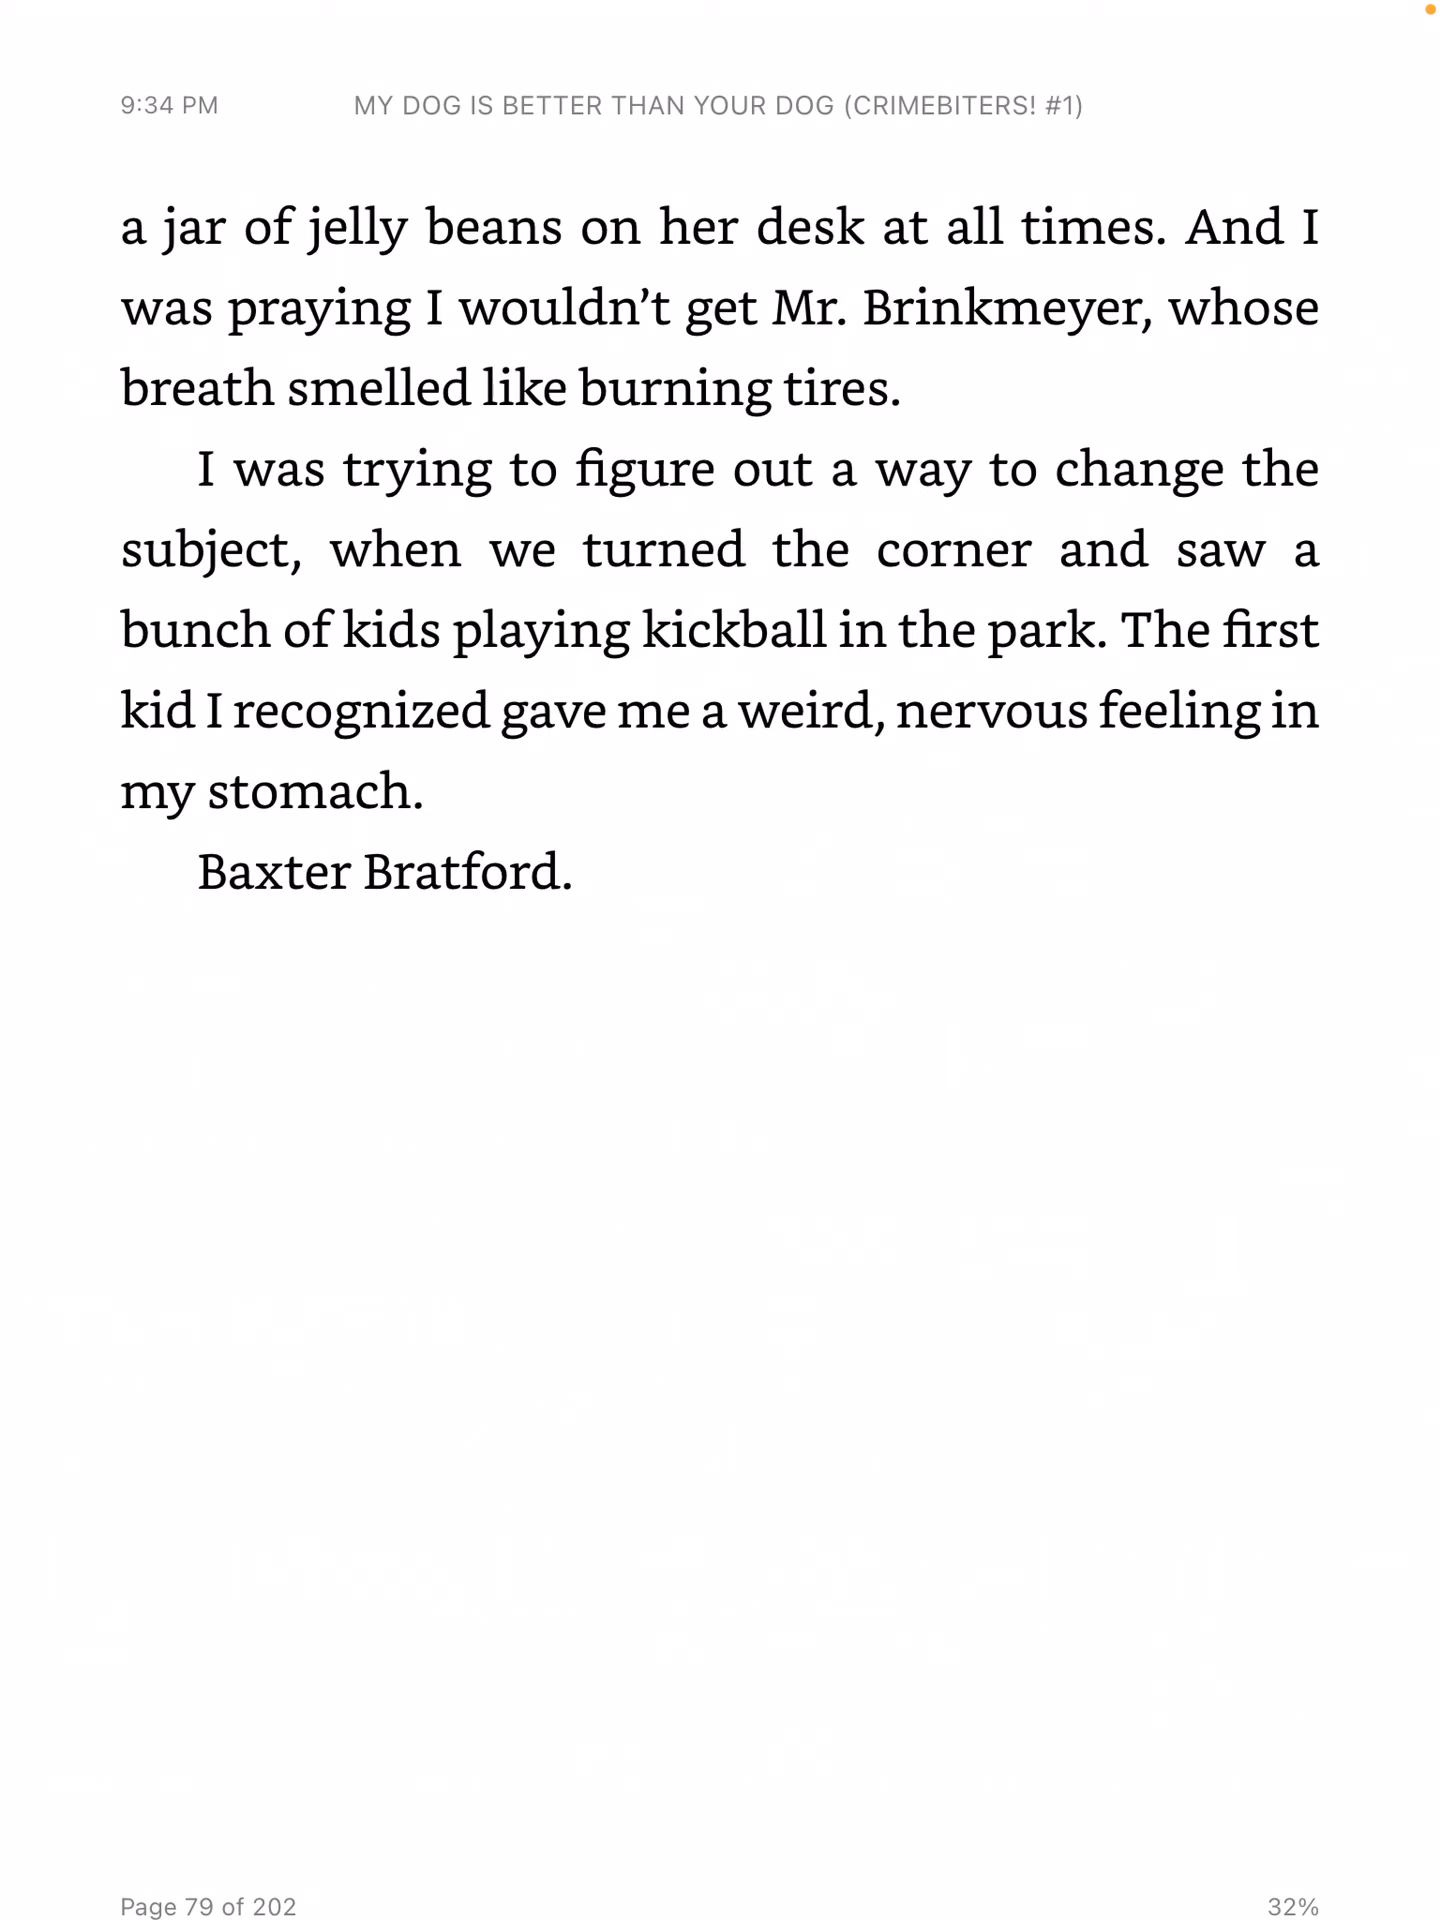 9:34 PM
MY DOG IS BETTER THAN YOUR DOG (CRIMEBITERS! #1)
a jar of jelly beans on her desk at all times. And I
was praying I wouldn’t get Mr. Brinkmeyer, whose
breath smelled like burning tires.
I was trying to figure out a way to change the
subject, when we turned the corner and saw a
bunch of kids playing kickball in the park. The first
kid I recognized gave me a weird, nervous feeling in
my stomach.
Baxter Bratford.
Page 79 of 202
32%